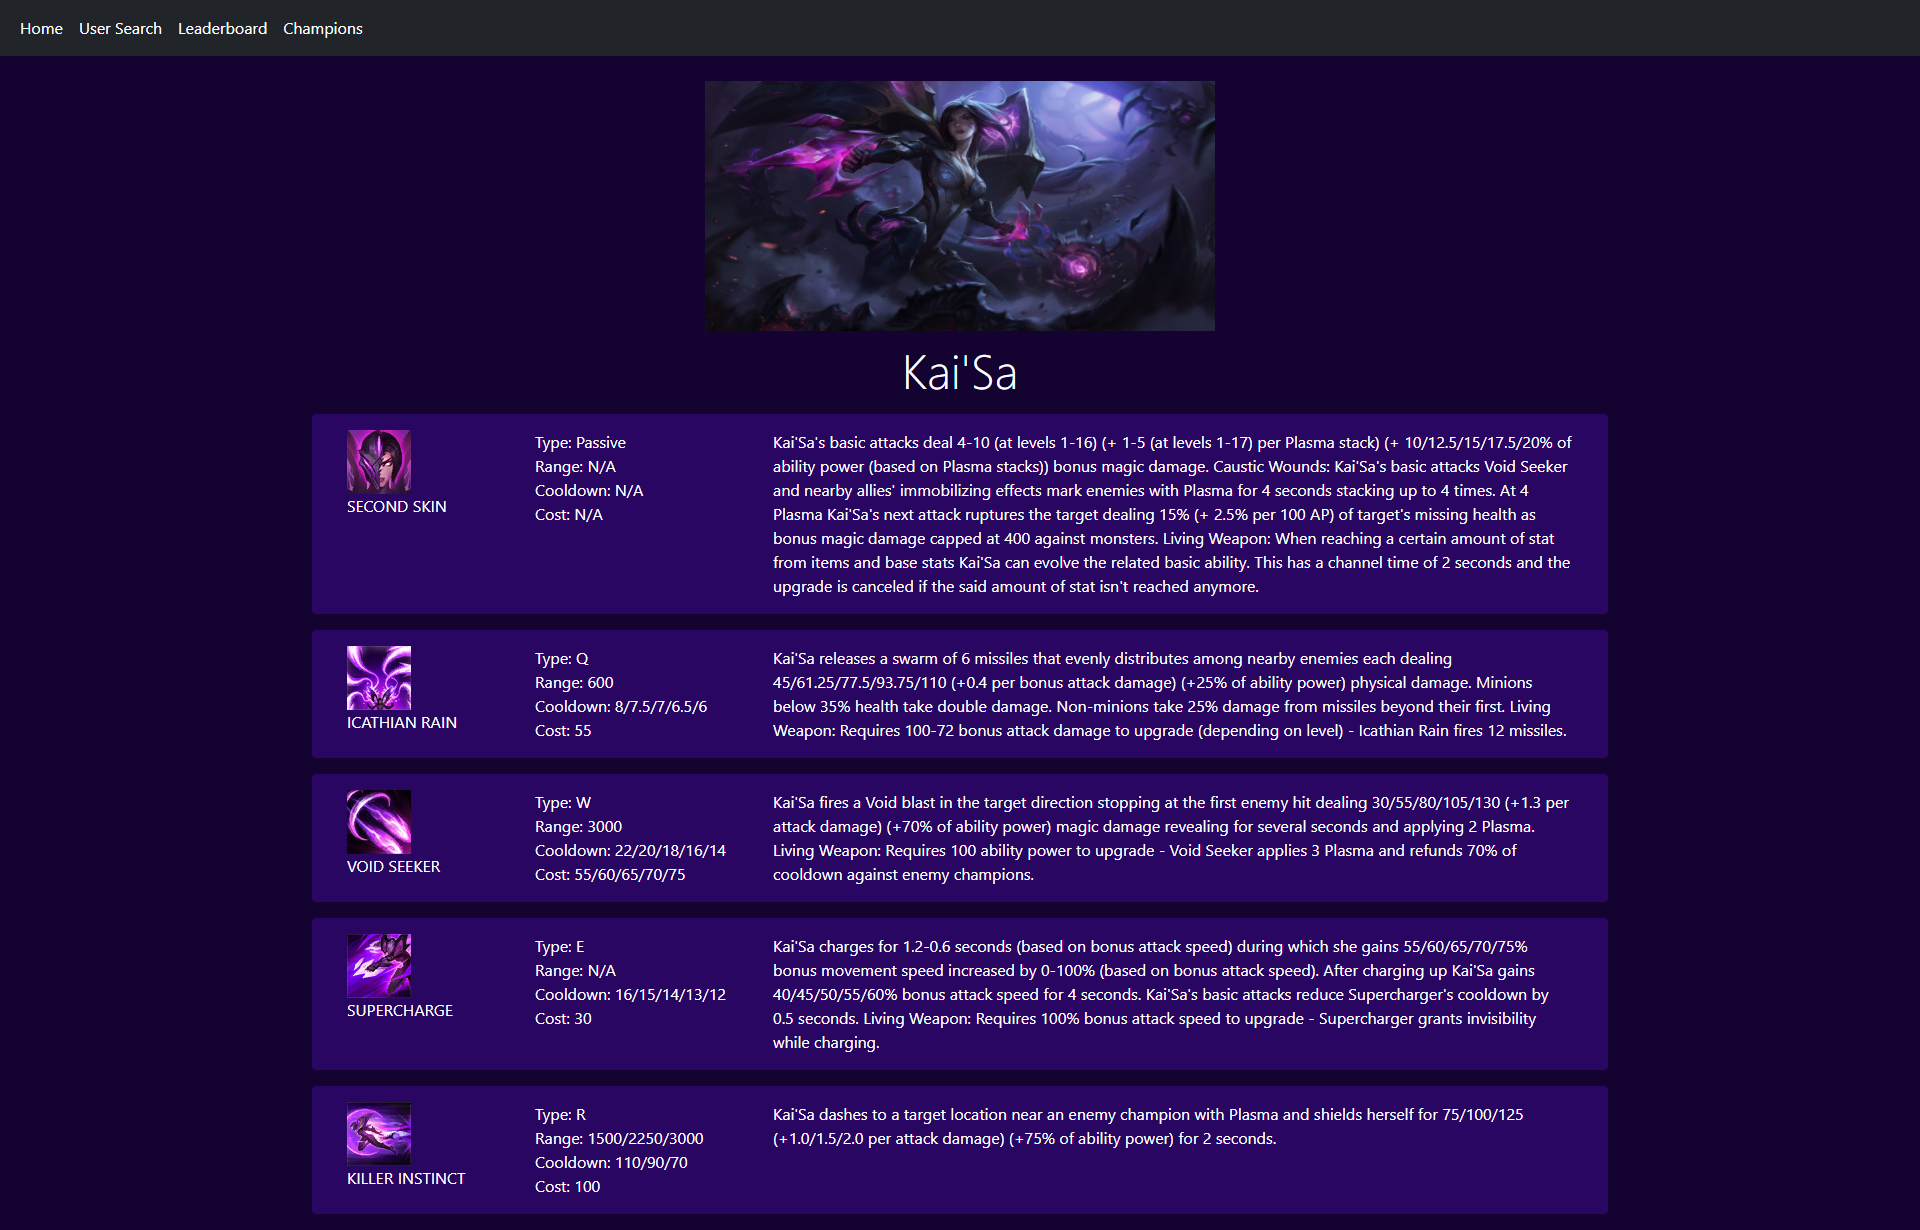 Home User Search Leaderboard Champions
Kai'Sa
SECOND SKIN
Type: Passive
Range: N/A
Cooldown: N/A
Cost: N/A
Kai'Sa's basic attacks deal 4-10 (at levels 1-16) (+ 1-5 (at levels 1-17) per Plasma stack) (+ 10/12.5/15/17.5/20% of
ability power (based on Plasma stacks)) bonus magic damage. Caustic Wounds: Kai'Sa's basic attacks Void Seeker
and nearby allies' immobilizing effects mark enemies with Plasma for 4 seconds stacking up to 4 times. At 4
Plasma Kai'Sa's next attack ruptures the target dealing 15% (+ 2.5% per 100 AP) of target's missing health as
bonus magic damage capped at 400 against monsters. Living Weapon: When reaching a certain amount of stat
from items and base stats Kai'Sa can evolve the related basic ability. This has a channel time of 2 seconds and the
upgrade is canceled if the said amount of stat isn't reached anymore.
ICATHIAN RAIN
Type: Q
Range: 600
Cooldown: 8/7.5/7/6.5/6
Cost: 55
Kai'Sa releases a swarm of 6 missiles that evenly distributes among nearby enemies each dealing
45/61.25/77.5/93.75/110 (+0.4 per bonus attack damage) (+25% of ability power) physical damage. Minions
below 35% health take double damage. Non-minions take 25% damage from missiles beyond their first. Living
Weapon: Requires 100-72 bonus attack damage to upgrade (depending on level) - Icathian Rain fires 12 missiles.
VOID SEEKER
Type: W
Range: 3000
Cooldown: 22/20/18/16/14
Cost: 55/60/65/70/75
Kai'Sa fires a Void blast in the target direction stopping at the first enemy hit dealing 30/55/80/105/130 (+1.3 per
attack damage) (+70% of ability power) magic damage revealing for several seconds and applying 2 Plasma.
Living Weapon: Requires 100 ability power to upgrade - Void Seeker applies 3 Plasma and refunds 70% of
cooldown against enemy champions.
SUPERCHARGE
Type: E
Range: N/A
Cooldown: 16/15/14/13/12
Cost: 30
Kai'Sa charges for 1.2-0.6 seconds (based on bonus attack speed) during which she gains 55/60/65/70/75%
bonus movement speed increased by 0-100% (based on bonus attack speed). After charging up Kai'Sa gains
40/45/50/55/60% bonus attack speed for 4 seconds. Kai'Sa's basic attacks reduce Supercharger's cooldown by
0.5 seconds. Living Weapon: Requires 100% bonus attack speed to upgrade - Supercharger grants invisibility
while charging.
KILLER INSTINCT
Type: R
Range: 1500/2250/3000
Cooldown: 110/90/70
Cost: 100
Kai'Sa dashes to a target location near an enemy champion with Plasma and shields herself for 75/100/125
(+1.0/1.5/2.0 per attack damage) (+75% of ability power) for 2 seconds.